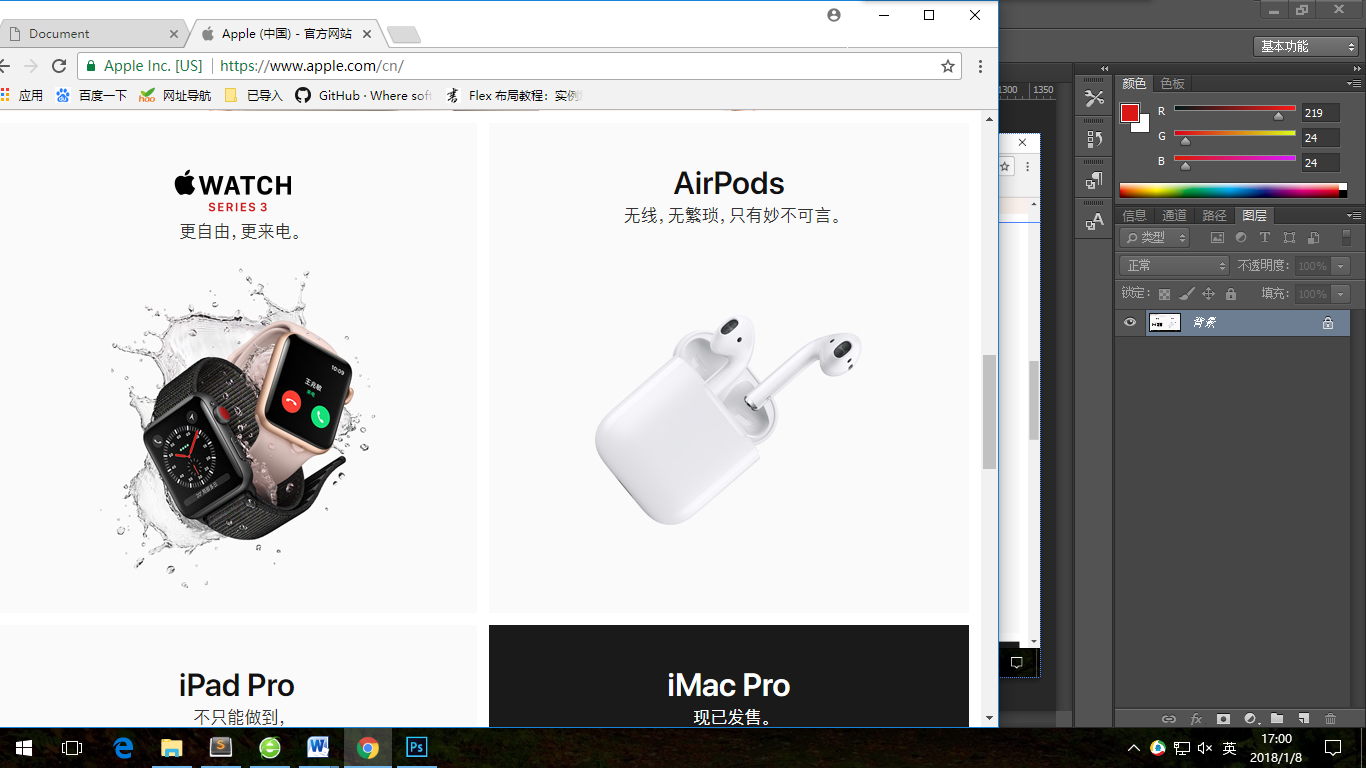 Document
Apple (中国) - 官方网站
Apple Inc. [US]
https://www.apple.com/cn/
应用
百度一下
网址导航
已导入
GitHub · Where soft
Flex 布局教程：实例
WATCH
SERIES 3
更自由，更来电。
10:09
AirPods
无线，无繁琐，只有妙不可言。
iPad Pro
不只能做到，
iMac Pro
现已发售。
1300
1350
基本功能
颜色
色板
R
219
G
24
B
24
信息
通道
路径
图层
类型
正常
不透明度:
100%
锁定:
填充:
100%
背景
fx
S
W
Ps
英
17:00
2018/1/8